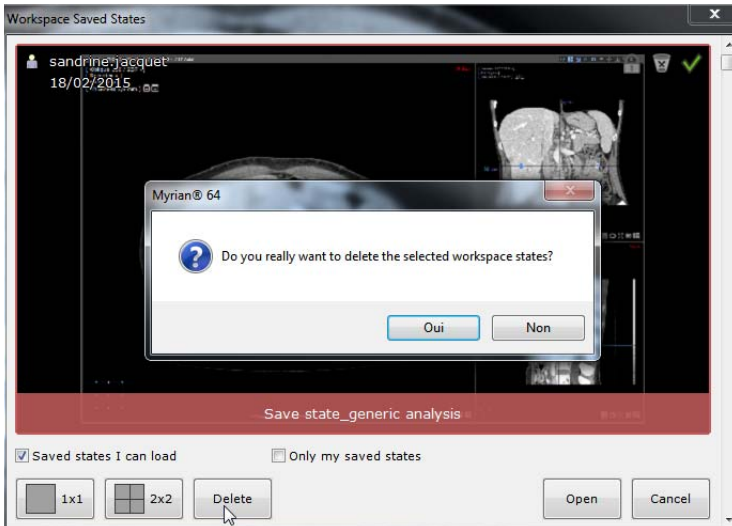 Workspace Saved States
sandrine.jacquet
18/02/2015
Myrian® 64
Do you really want to delete the selected workspace states?
Oui
Non
Save state_generic analysis
Saved states I can load
Only my saved states
1x1
2x2
Delete
Open
Cancel